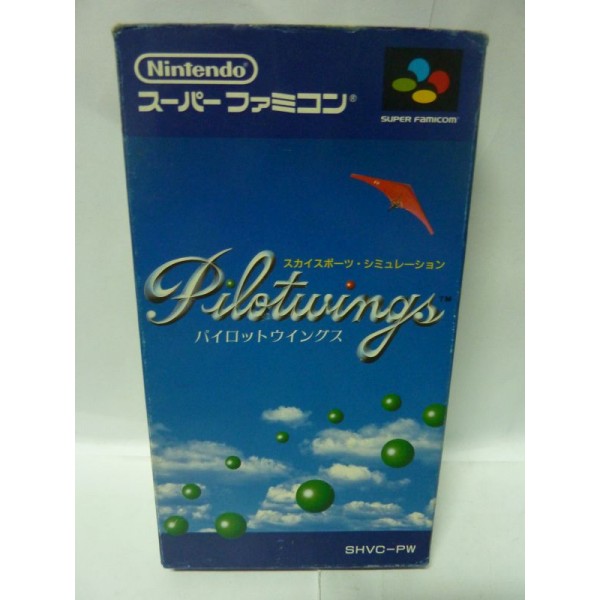 Nintendo
スーパーファミコン®
SUPER FAMICOM
スカイスポーツ・シミュレーション
Pilotwings™
パイロットウイングス
SHVC-PW